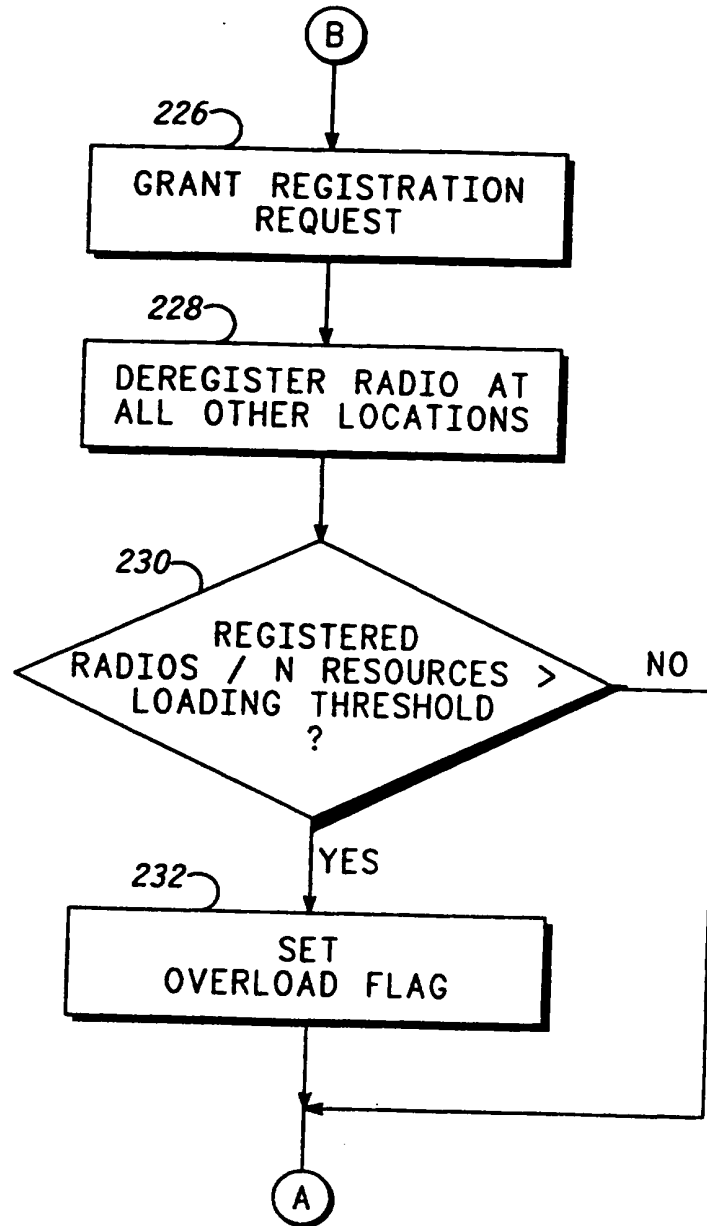 B
226
GRANT REGISTRATION
REQUEST
228
DEREGISTER RADIO AT
ALL OTHER LOCATIONS
230
REGISTERED
RADIOS / N RESOURCES >
LOADING THRESHOLD
?
NO
YES
232
SET
OVERLOAD FLAG
A